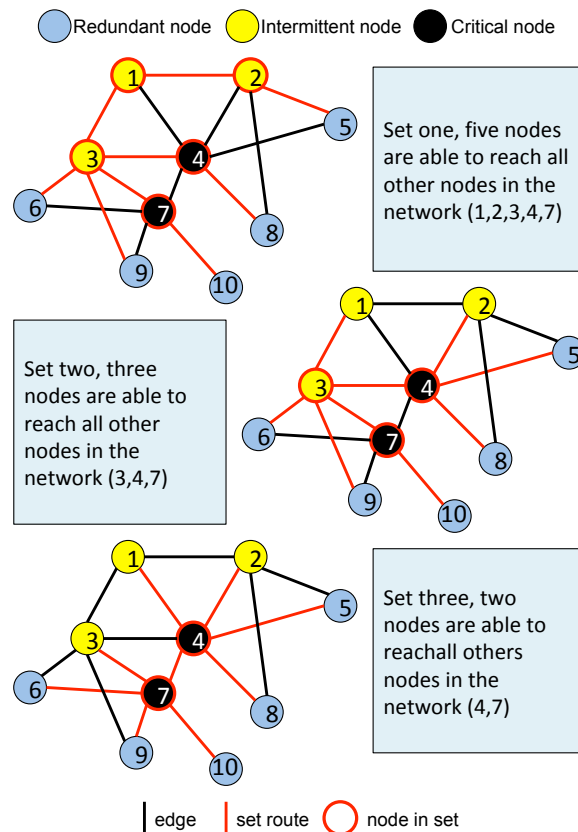 Redundant node Intermittent node Critical node
1 2
5
3 4
6 7
8
9
10
Set one, five nodes
are able to reach all
other nodes in the
network (1,2,3,4,7)
Set two, three
nodes are able to
reach all other
nodes in the
network (3,4,7)
1 2
5
3 4
6 7
8
9
10
1 2
5
3 4
6 7
8
9
10
Set three, two
nodes are able to
reachall others
nodes in the
network (4,7)
edge set route node in set